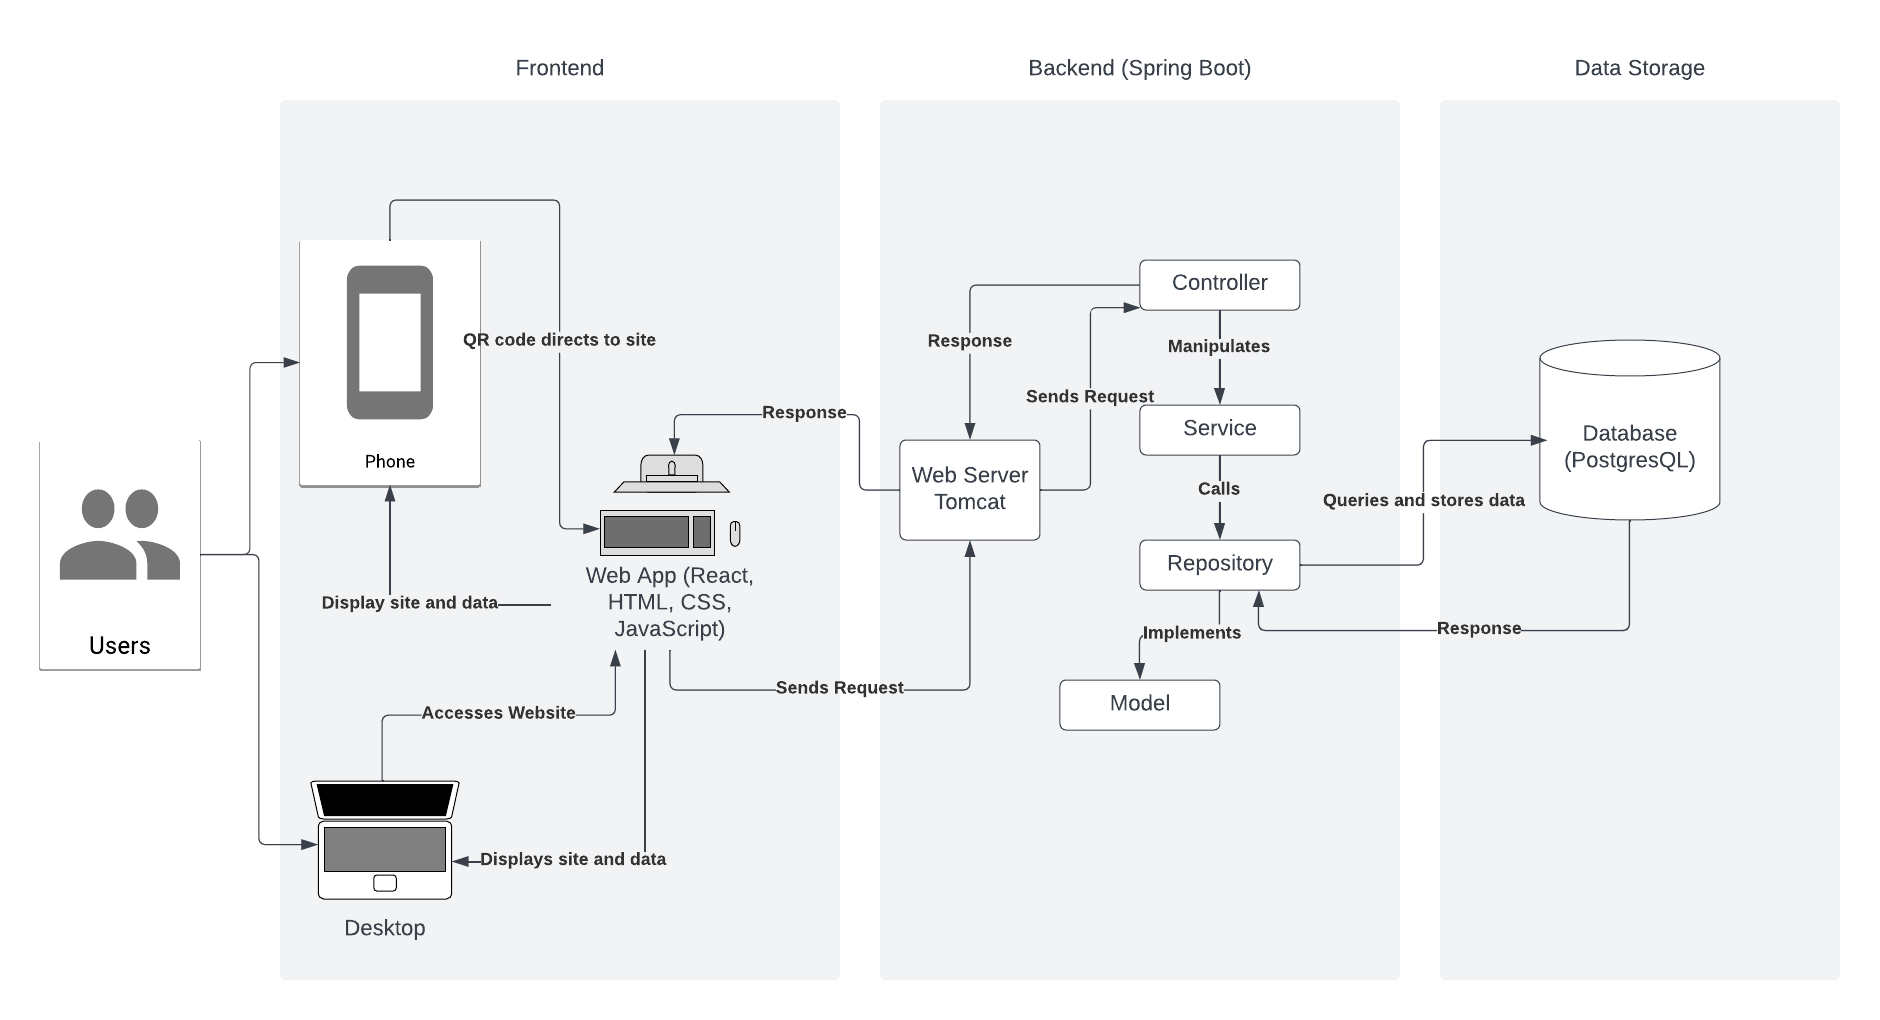 Frontend
Backend (Spring Boot)
Data Storage
Phone
QR code directs to site
Users
Display site and data
Web App (React,
HTML, CSS,
JavaScript)
Accesses Website
Displays site and data
Desktop
Response
Sends Request
Web Server
Tomcat
Response
Sends Request
Controller
Manipulates
Service
Calls
Repository
Implements
Model
Queries and stores data
Response
Database
(PostgresQL)